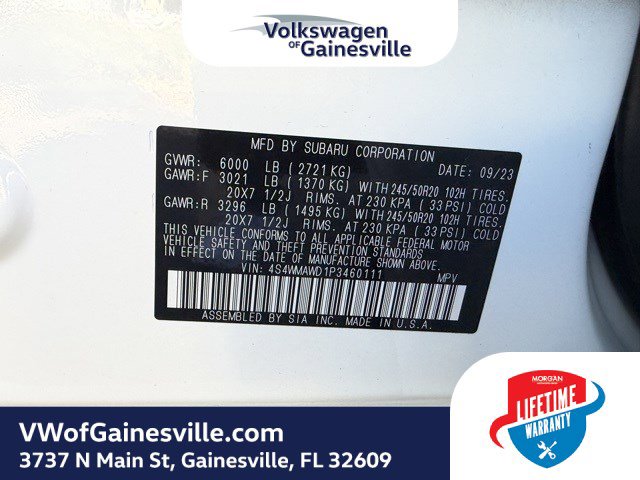 Volkswagen
OF Gainesville
MFD BY SUBARU CORPORATION DATE: 09/23
GVWR: 6000 LB (2721 KG)
GAWR:F 3021 LB (1370 KG) WITH 245/50R20 102H TIRES.
20X7 1/2J RIMS. AT 230 KPA (33 PSI) COLD
GAWR:R 3296 LB (1495 KG) WITH 245/50R20 102H TIRES.
20X7 1/2J RIMS. AT 230 KPA (33 PSI) COLD
THIS VEHICLE CONFORMS TO ALL APPLICABLE FEDERAL MOTOR
VEHICLE SAFETY AND THEFT PREVENTION STANDARDS
IN EFFECT ON THE DATE OF MANUFACTURE SHOWN ABOVE.
VIN: 4S4WMAWD1P3460111 MPV
ASSEMBLED BY SIA INC. MADE IN U.S.A.
MORGAN
LIFETIME
WARRANTY
VWofGainesville.com
3737 N Main St, Gainesville, FL 32609